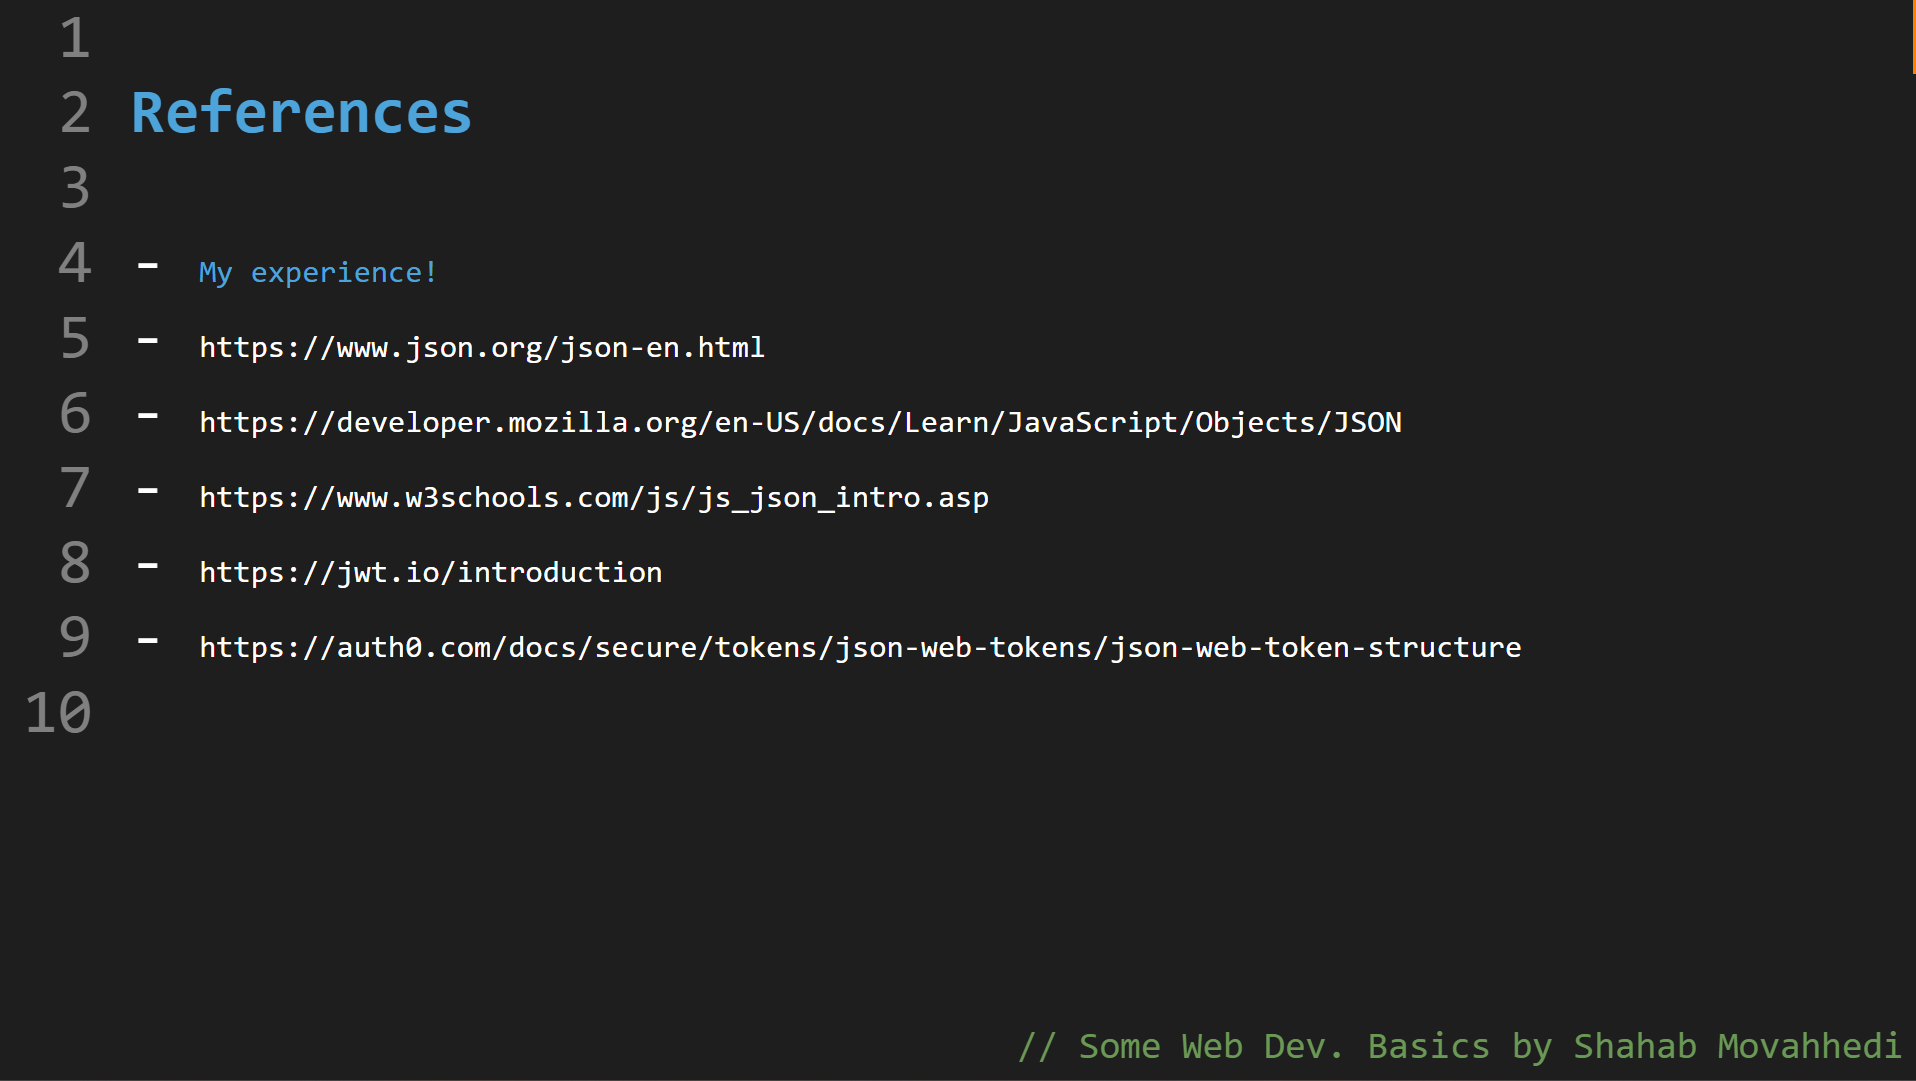 1
2 References
3
4 - My experience!
5 - https://www.json.org/json-en.html
6 - https://developer.mozilla.org/en-US/docs/Learn/JavaScript/Objects/JSON
7 - https://www.w3schools.com/js/js_json_intro.asp
8 - https://jwt.io/introduction
9 - https://auth0.com/docs/secure/tokens/json-web-tokens/json-web-token-structure
10
// Some Web Dev. Basics by Shahab Movahhedi